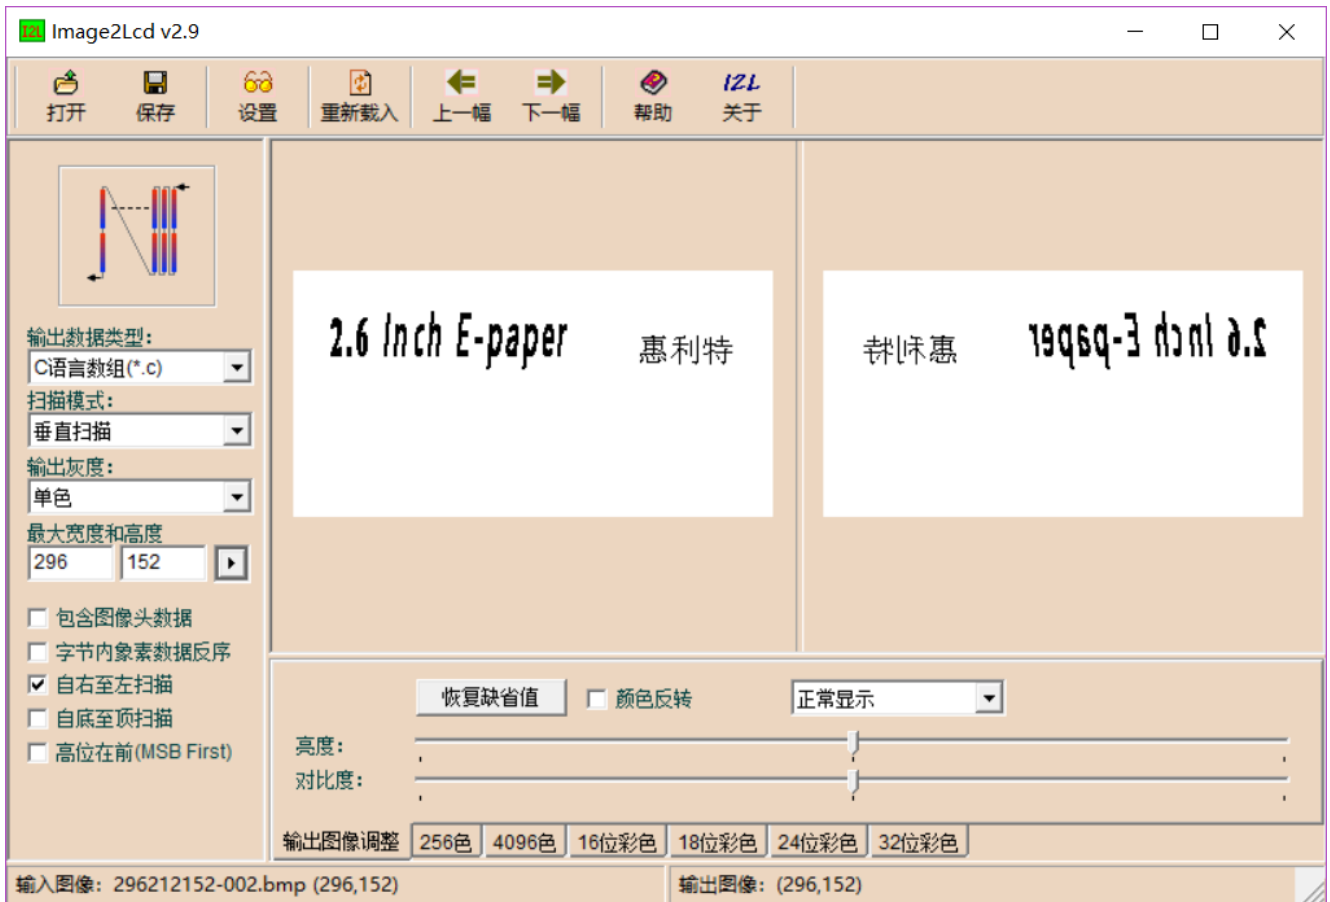 I2L Image2Lcd v2.9
打开 保存 设置 重新载入 上一幅 下一幅 帮助 I2L 关于
输出数据类型:
C语言数组(*.c)
扫描模式:
垂直扫描
输出灰度:
单色
最大宽度和高度
296 152
包含图像头数据
字节内象素数据反序
自右至左扫描
自底至顶扫描
高位在前(MSB First)
2.6 Inch E-paper 惠利特
2.6 Inch E-paper 惠利特
恢复缺省值 颜色反转 正常显示
亮度:
对比度:
输出图像调整 256色 4096色 16位彩色 18位彩色 24位彩色 32位彩色
输入图像: 296212152-002.bmp (296,152) 输出图像: (296,152)